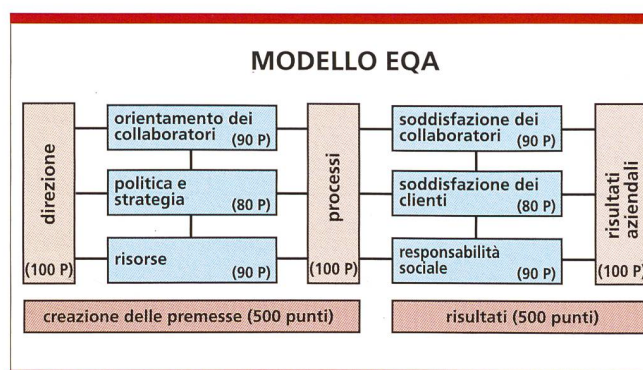 MODELLO EQA
direzione
(100 P)
orientamento dei
collaboratori (90 P)
politica e
strategia (80 P)
risorse
(90 P)
processi
(100 P)
soddisfazione dei
collaboratori (90 P)
soddisfazione dei
clienti (80 P)
responsabilità
sociale (90 P)
risultati
aziendali
(100 P)
creazione delle premesse (500 punti)
risultati (500 punti)